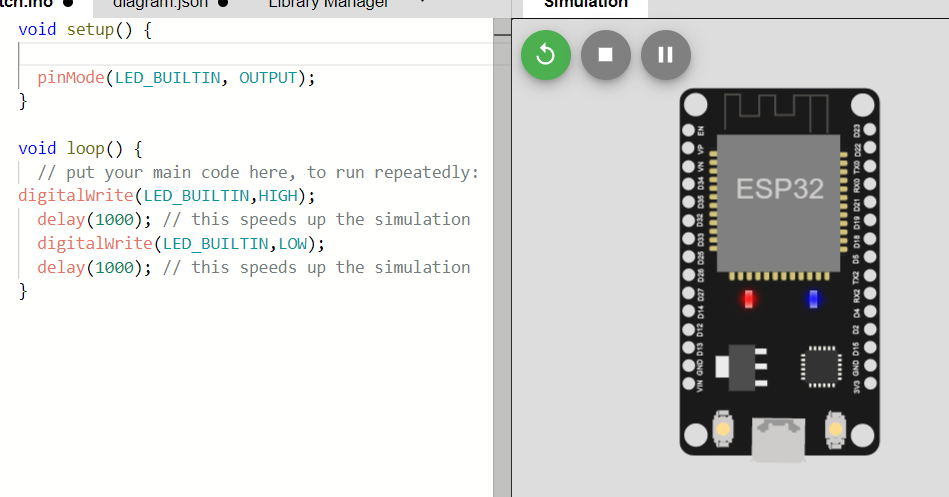 tch.ino ● diagram.json ● Library Manager
Simulation
void setup() {
pinMode(LED_BUILTIN, OUTPUT);
}
void loop() {
// put your main code here, to run repeatedly:
digitalWrite(LED_BUILTIN,HIGH);
delay(1000); // this speeds up the simulation
digitalWrite(LED_BUILTIN,LOW);
delay(1000); // this speeds up the simulation
}
ESP32
EN
VP
VN
D34
D35
D32
D33
D25
D26
D27
D14
D12
D13
GND
VIN
D23
D22
TX0
RX0
D21
D19
D18
D5
TX2
RX2
D4
D2
D15
GND
3V3